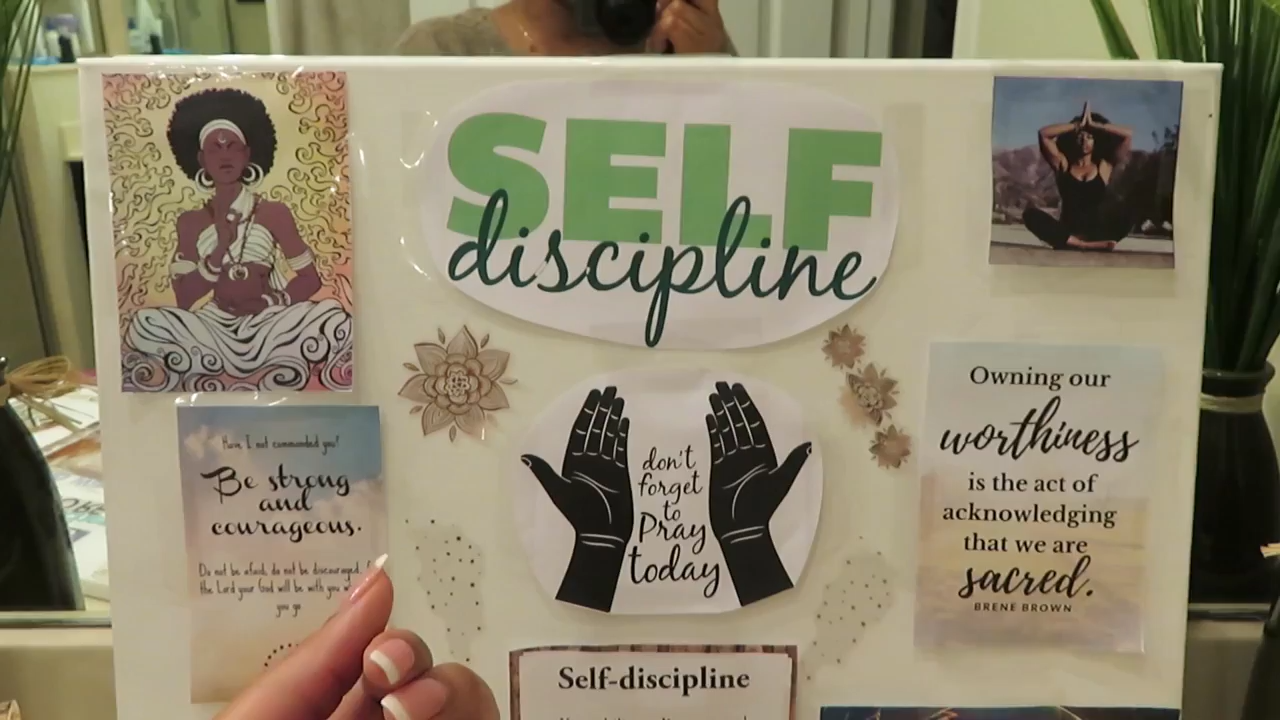 SELF
discipline
Have I not commanded you?
Be strong
and
courageous.
Do not be afraid, do not be discouraged,
the Lord your God will be with you
you go
don't
forget
to
Pray
today
Owning our
worthiness
is the act of
acknowledging
that we are
sacred.
BRENE BROWN
Self-discipline